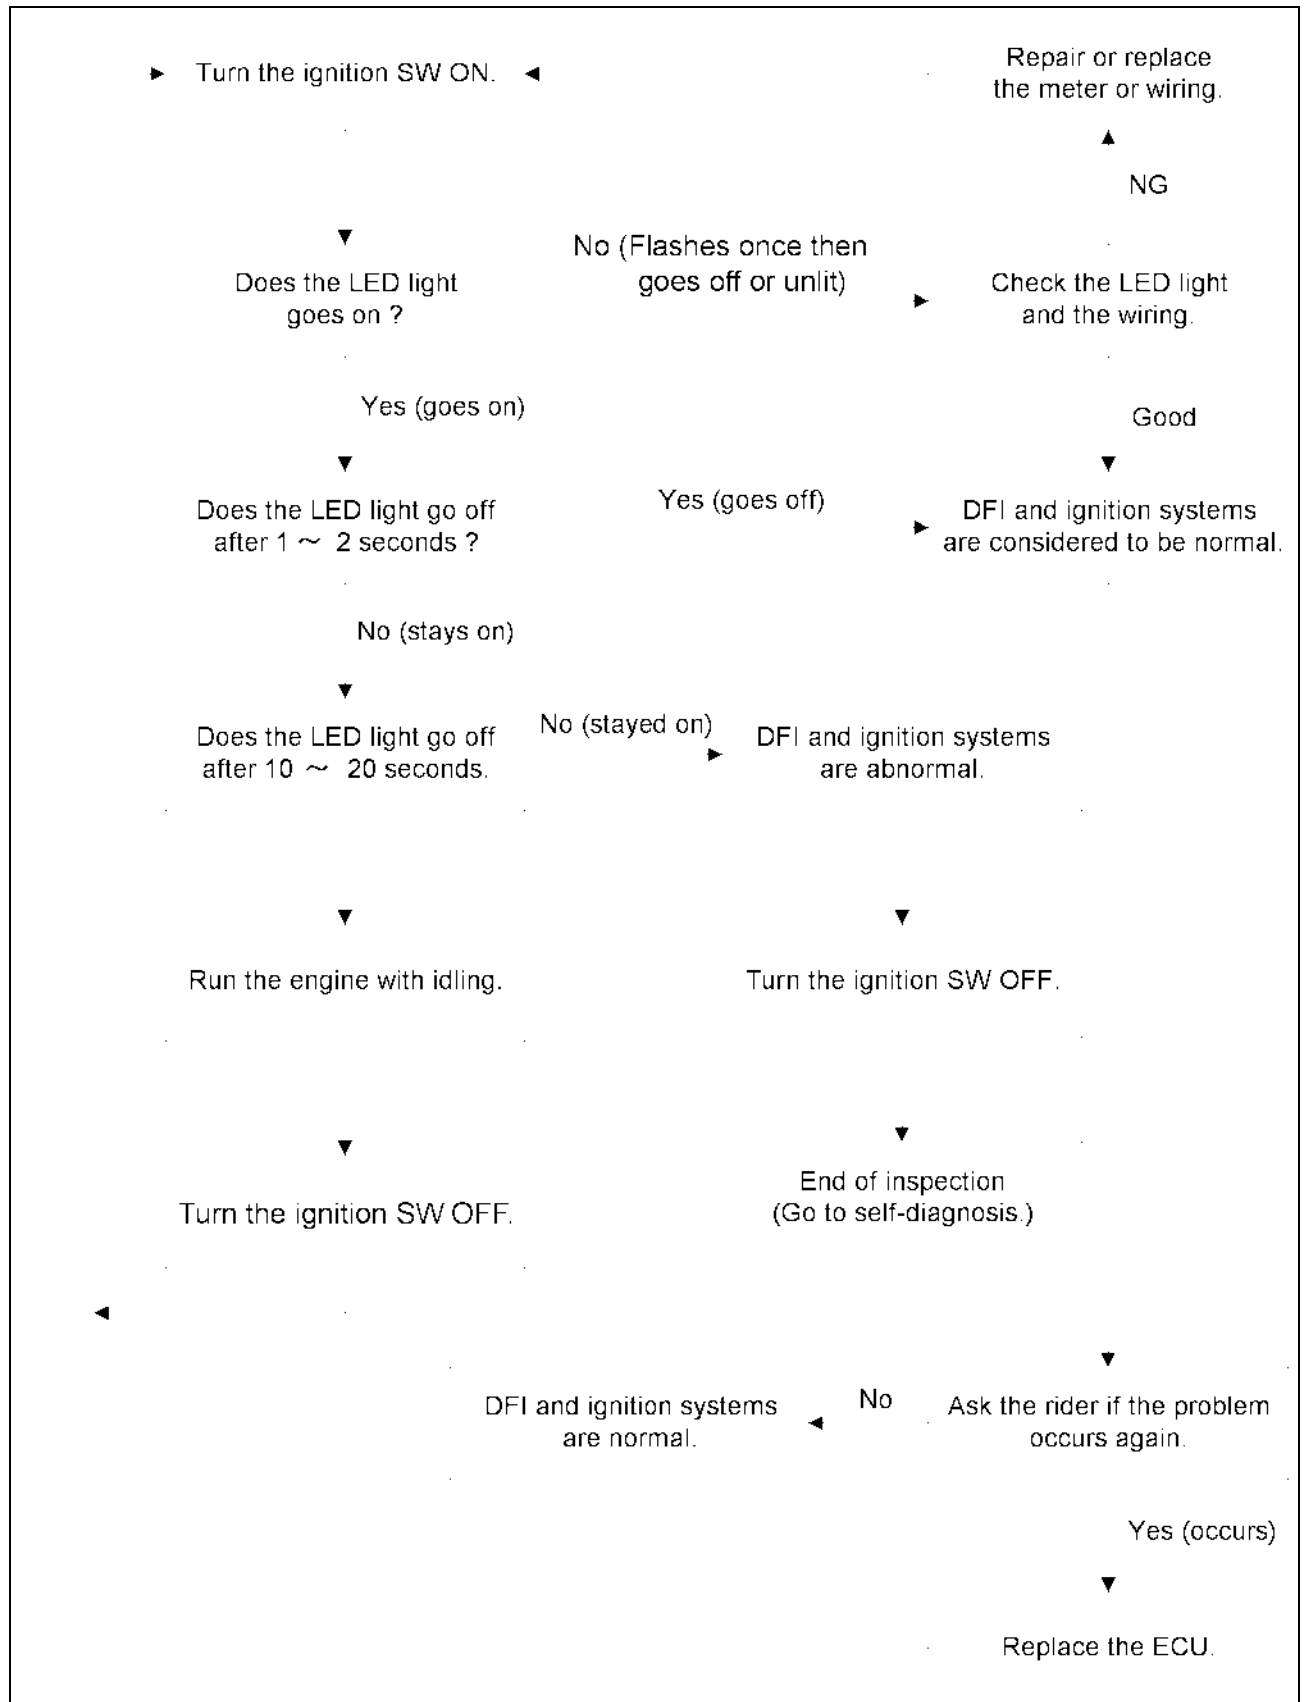 Turn the ignition SW ON.
Repair or replace
the meter or wiring.
NG
No (Flashes once then
goes off or unlit)
Does the LED light
goes on ?
Check the LED light
and the wiring.
Yes (goes on)
Good
Does the LED light go off
after 1 ～ 2 seconds ?
Yes (goes off)
DFI and ignition systems
are considered to be normal.
No (stays on)
Does the LED light go off
after 10 ～ 20 seconds.
No (stayed on)
DFI and ignition systems
are abnormal.
Run the engine with idling.
Turn the ignition SW OFF.
Turn the ignition SW OFF.
End of inspection
(Go to self-diagnosis.)
DFI and ignition systems
are normal.
No
Ask the rider if the problem
occurs again.
Yes (occurs)
Replace the ECU.